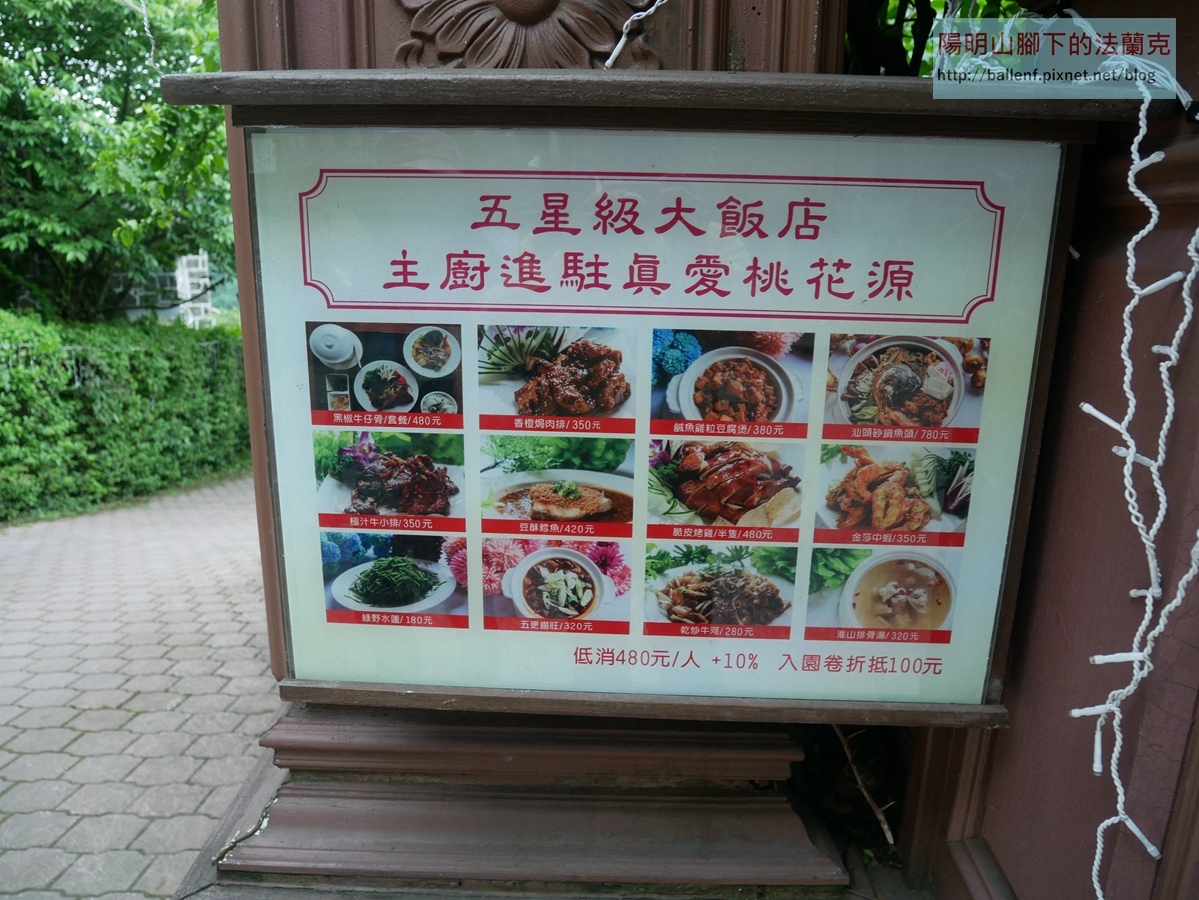 陽明山腳下的法蘭克
http://ballenf.pixnet.net/blog
五星級大飯店
主廚進駐眞愛桃花源
黑椒牛仔骨/套餐/480元
香橙焗肉排/350元
鹹魚雞粒豆腐煲/380元
汕頭砂鍋魚頭/780元
極汁牛小排/350元
豆酥鱈魚/420元
脆皮烤雞/半隻/480元
金莎中蝦/350元
綠野水蓮/180元
五更腸旺/320元
乾炒牛河/280元
淮山排骨湯/320元
低消480元/人 +10% 入園卷折抵100元